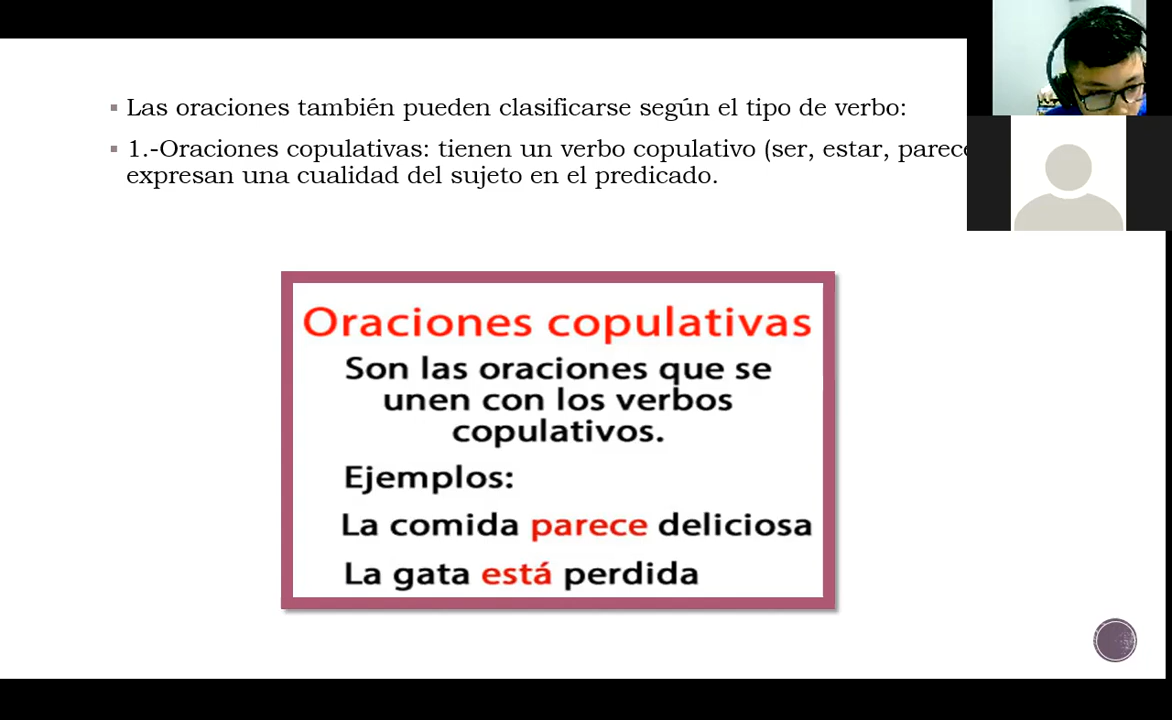 Las oraciones también pueden clasificarse según el tipo de verbo:
1.-Oraciones copulativas: tienen un verbo copulativo (ser, estar,
expresan una cualidad del sujeto en el predicado.
Oraciones copulativas
Son las oraciones que se
unen con los verbos
copulativos.
Ejemplos:
La comida parece deliciosa
La gata está perdida